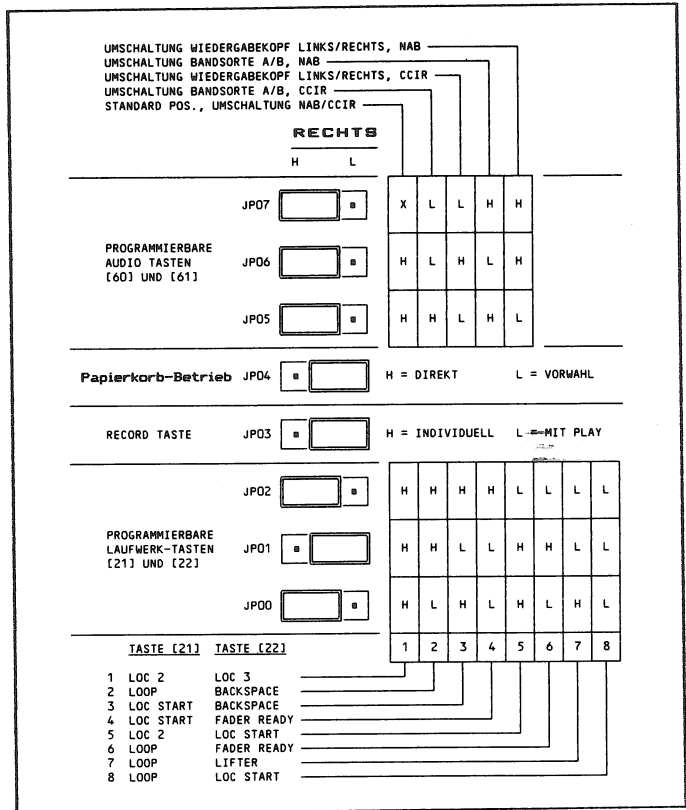 UMSCHALTUNG WIEDERGABEKOPF LINKS/RECHTS, NAB
UMSCHALTUNG BANDSORTE A/B, NAB
UMSCHALTUNG WIEDERGABEKOPF LINKS/RECHTS, CCIR
UMSCHALTUNG BANDSORTE A/B, CCIR
STANDARD POS., UMSCHALTUNG NAB/CCIR
RECHTS
H L
JP07 X L L H H
PROGRAMMIERBARE
AUDIO TASTEN
[60] UND [61]
JP06 H L H L H
JP05 H H L H L
Papierkorb-Betrieb JP04 H = DIREKT L = VORWAHL
RECORD TASTE JP03 H = INDIVIDUELL L = MIT PLAY
JP02 H H H H L L L L
PROGRAMMIERBARE
LAUFWERK-TASTEN
[21] UND [22]
JP01 H H L L H H L L
JP00 H L H L H L H L
TASTE [21] TASTE [22] 1 2 3 4 5 6 7 8
1 LOC 2 LOC 3
2 LOOP BACKSPACE
3 LOC START BACKSPACE
4 LOC START FADER READY
5 LOC 2 LOC START
6 LOOP FADER READY
7 LOOP LIFTER
8 LOOP LOC START